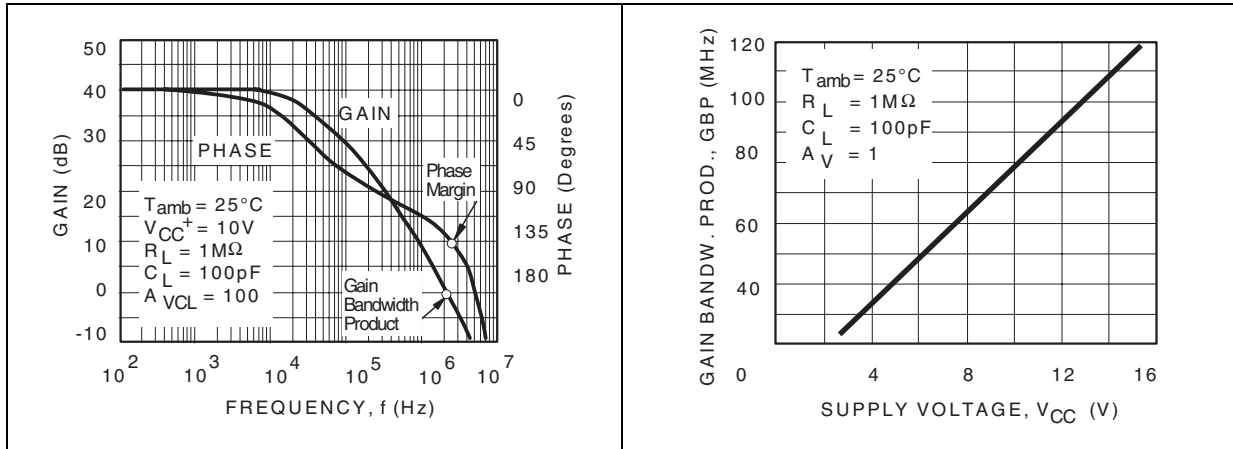 50
40
30
20
10
0
-10
GAIN (dB)
GAIN
PHASE
Phase
Margin
Gain
Bandwidth
Product
Tamb = 25°C
VCC+ = 10V
RL = 1MΩ
CL = 100pF
AVCL = 100
0
45
90
135
180
PHASE (Degrees)
10^2 10^3 10^4 10^5 10^6 10^7
FREQUENCY, f (Hz)
GAIN BANDW. PROD., GBP (MHz)
120
100
80
60
40
Tamb = 25°C
RL = 1MΩ
CL = 100pF
AV = 1
0 4 8 12 16
SUPPLY VOLTAGE, VCC (V)